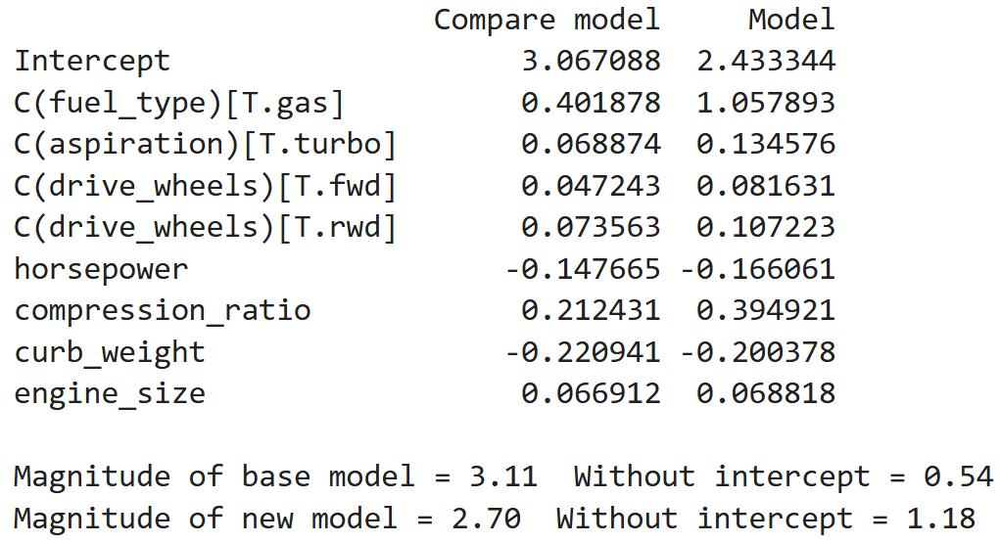 Compare model Model
Intercept 3.067088 2.433344
C(fuel_type)[T.gas] 0.401878 1.057893
C(aspiration)[T.turbo] 0.068874 0.134576
C(drive_wheels)[T.fwd] 0.047243 0.081631
C(drive_wheels)[T.rwd] 0.073563 0.107223
horsepower -0.147665 -0.166061
compression_ratio 0.212431 0.394921
curb_weight -0.220941 -0.200378
engine_size 0.066912 0.068818
Magnitude of base model = 3.11 Without intercept = 0.54
Magnitude of new model = 2.70 Without intercept = 1.18